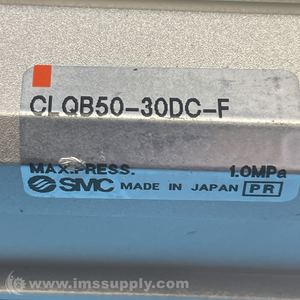 CLQB50-30DC-F
MAX.PRESS. 1.0MPa
SMC MADE IN JAPAN PR
© www.imssupply.com